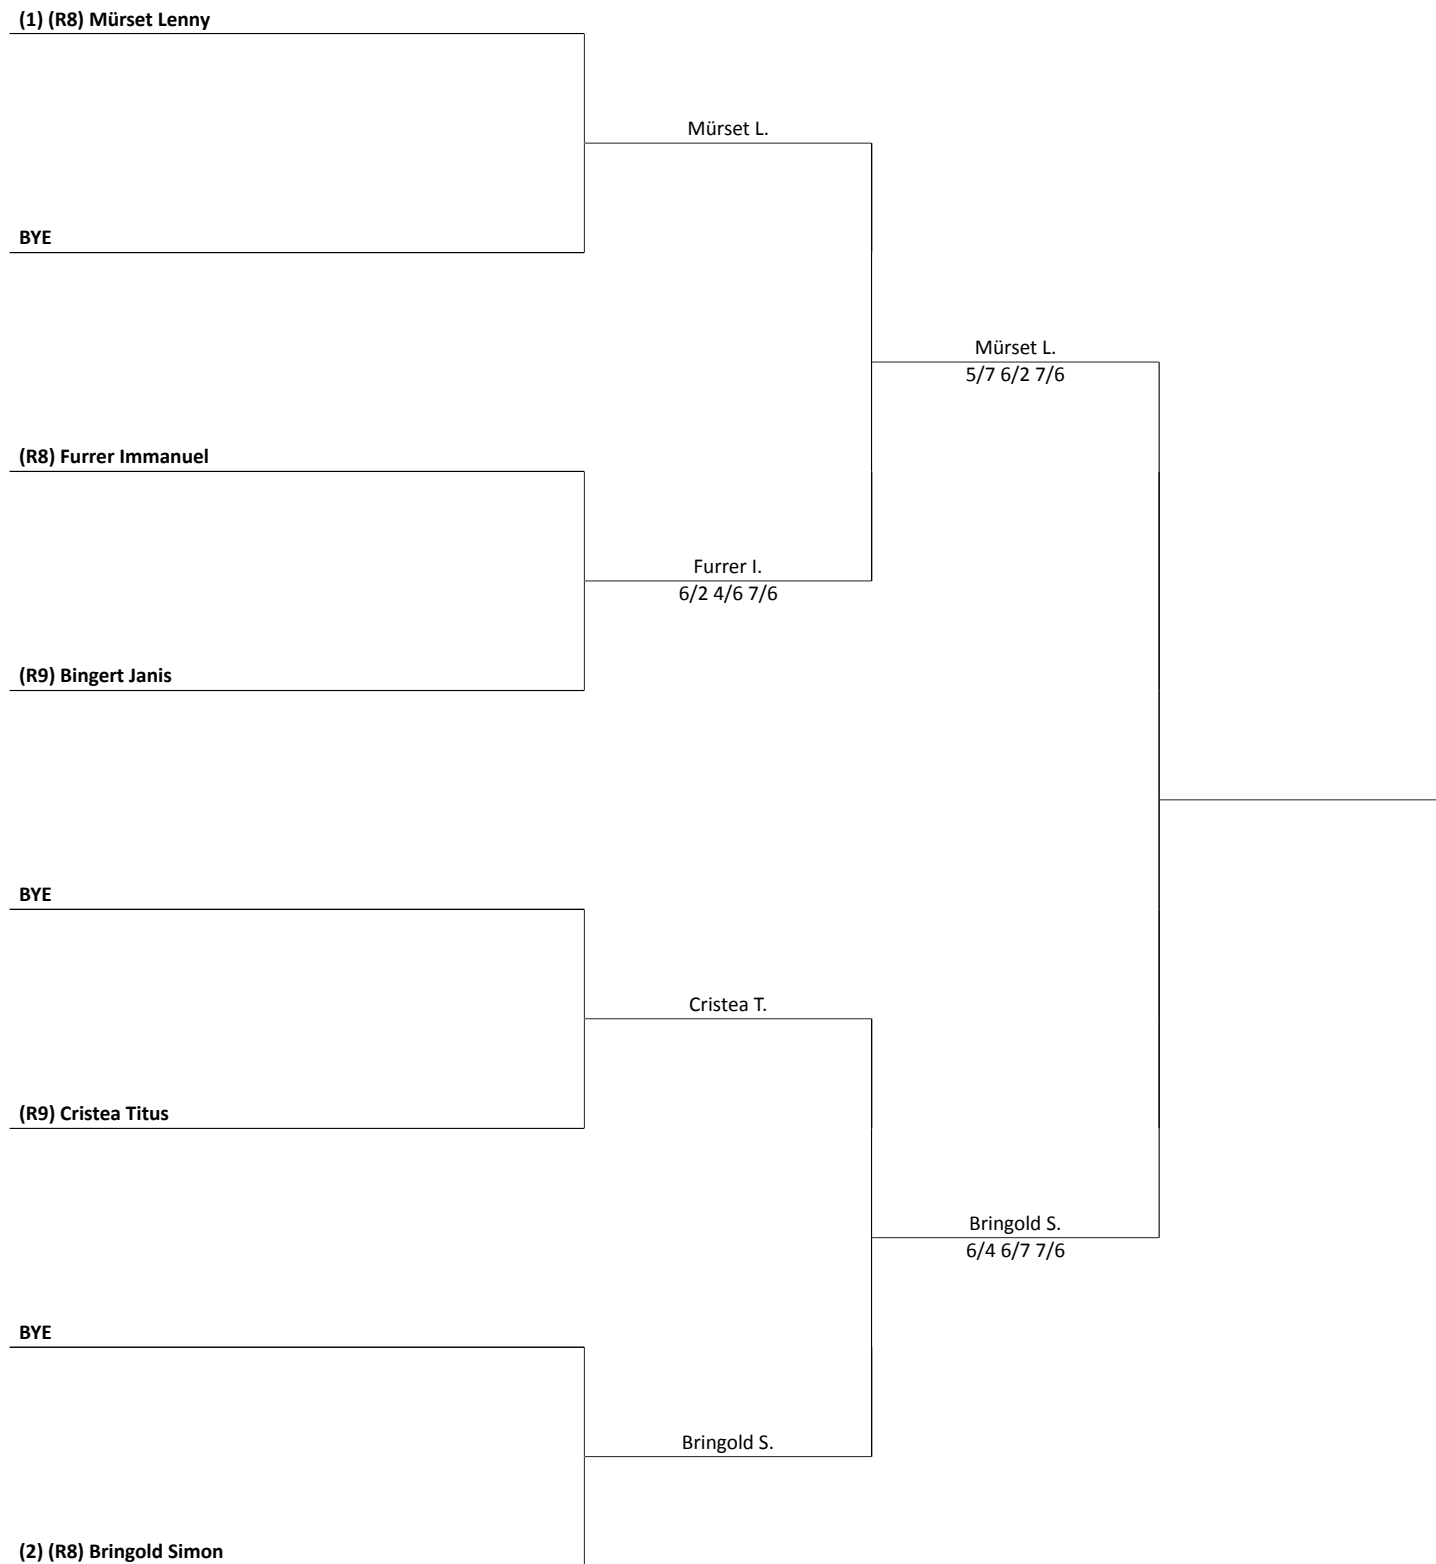 (1) (R8) Mürset Lenny
Mürset L.
BYE
Mürset L.
5/7 6/2 7/6
(R8) Furrer Immanuel
Furrer I.
6/2 4/6 7/6
(R9) Bingert Janis
BYE
Cristea T.
(R9) Cristea Titus
Bringold S.
6/4 6/7 7/6
BYE
Bringold S.
(2) (R8) Bringold Simon